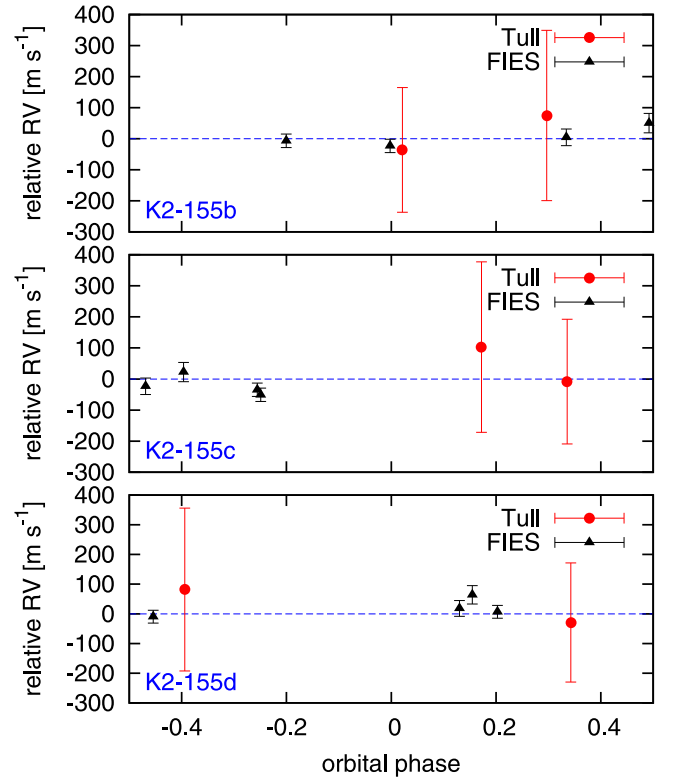 relative RV [m s⁻¹]
400
300
200
100
0
-100
-200
-300
Tull
FIES
K2-155b
relative RV [m s⁻¹]
400
300
200
100
0
-100
-200
-300
Tull
FIES
K2-155c
relative RV [m s⁻¹]
400
300
200
100
0
-100
-200
-300
Tull
FIES
K2-155d
-0.4 -0.2 0 0.2 0.4
orbital phase